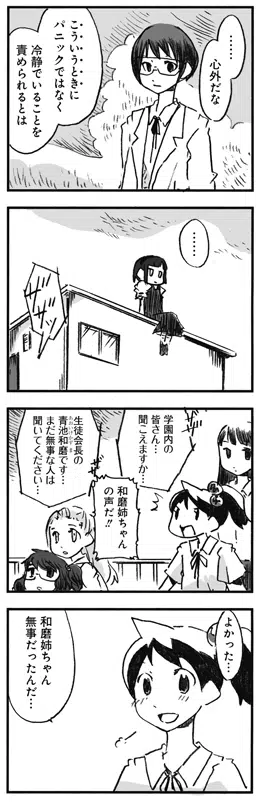 ……
心外だな
こういうときに
パニックではなく
冷静でいることを
責められるとは
……
ザザッ
学園内の
皆さん…
聞こえますか…
生徒会長の
青池和磨です…
まだ無事な人は
聞いてください…
和磨姉ちゃん
の声だ!!
よかった…
和磨姉ちゃん
無事だったんだ…